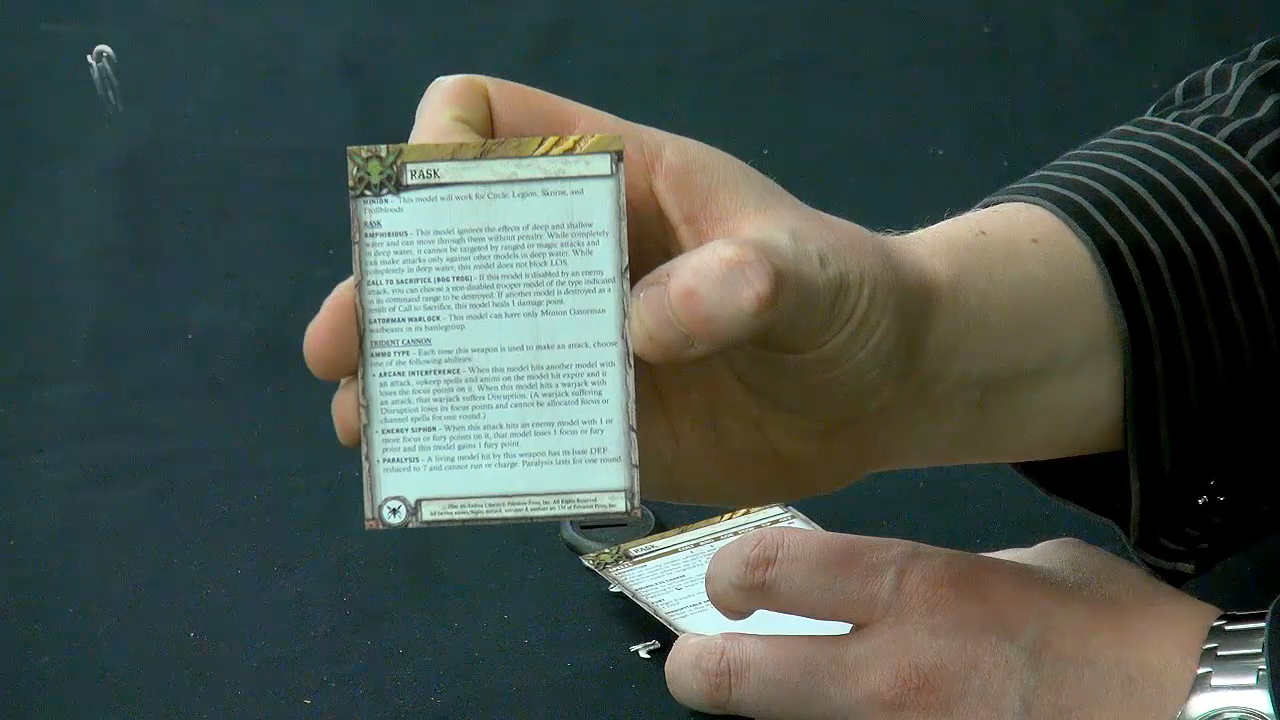 RASK
MINION – This model will work for Circle, Legion, Skorne, and
Trollbloods
RASK
AMPHIBIOUS – This model ignores the effects of deep and shallow
water and can move through them without penalty. While completely
in deep water, it cannot be targeted by ranged or magic attacks and
can make attacks only against other models in deep water. While
completely in deep water, this model does not block LOS.
CALL TO SACRIFICE (BOG TROG) – If this model is disabled by an enemy
attack, you can choose a non-disabled trooper model of the type indicated
in its command range to be destroyed. If another model is destroyed as a
result of Call to Sacrifice, this model heals 1 damage point.
GATORMAN WARLOCK – This model can have only Minion Gatorman
warbeasts in its battlegroup.
TRIDENT CANNON
AMMO TYPE – Each time this weapon is used to make an attack, choose
one of the following abilities:
• ARCANE INTERFERENCE – When this model hits another model with
an attack, upkeep spells and animi on the model hit expire and it
loses the focus points on it. When this model hits a warjack with
an attack, that warjack suffers Disruption. (A warjack suffering
Disruption loses its focus points and cannot be allocated focus or
channel spells for one round.)
• ENERGY SIPHON – When this attack hits an enemy model with 1 or
more focus or fury points on it, that model loses 1 focus or fury
point and this model gains 1 fury point.
• PARALYSIS – A living model hit by this weapon has its base DEF
reduced to 7 and cannot run or charge. Paralysis lasts for one round.
Privateer Press, Inc. All Rights Reserved.
RASK